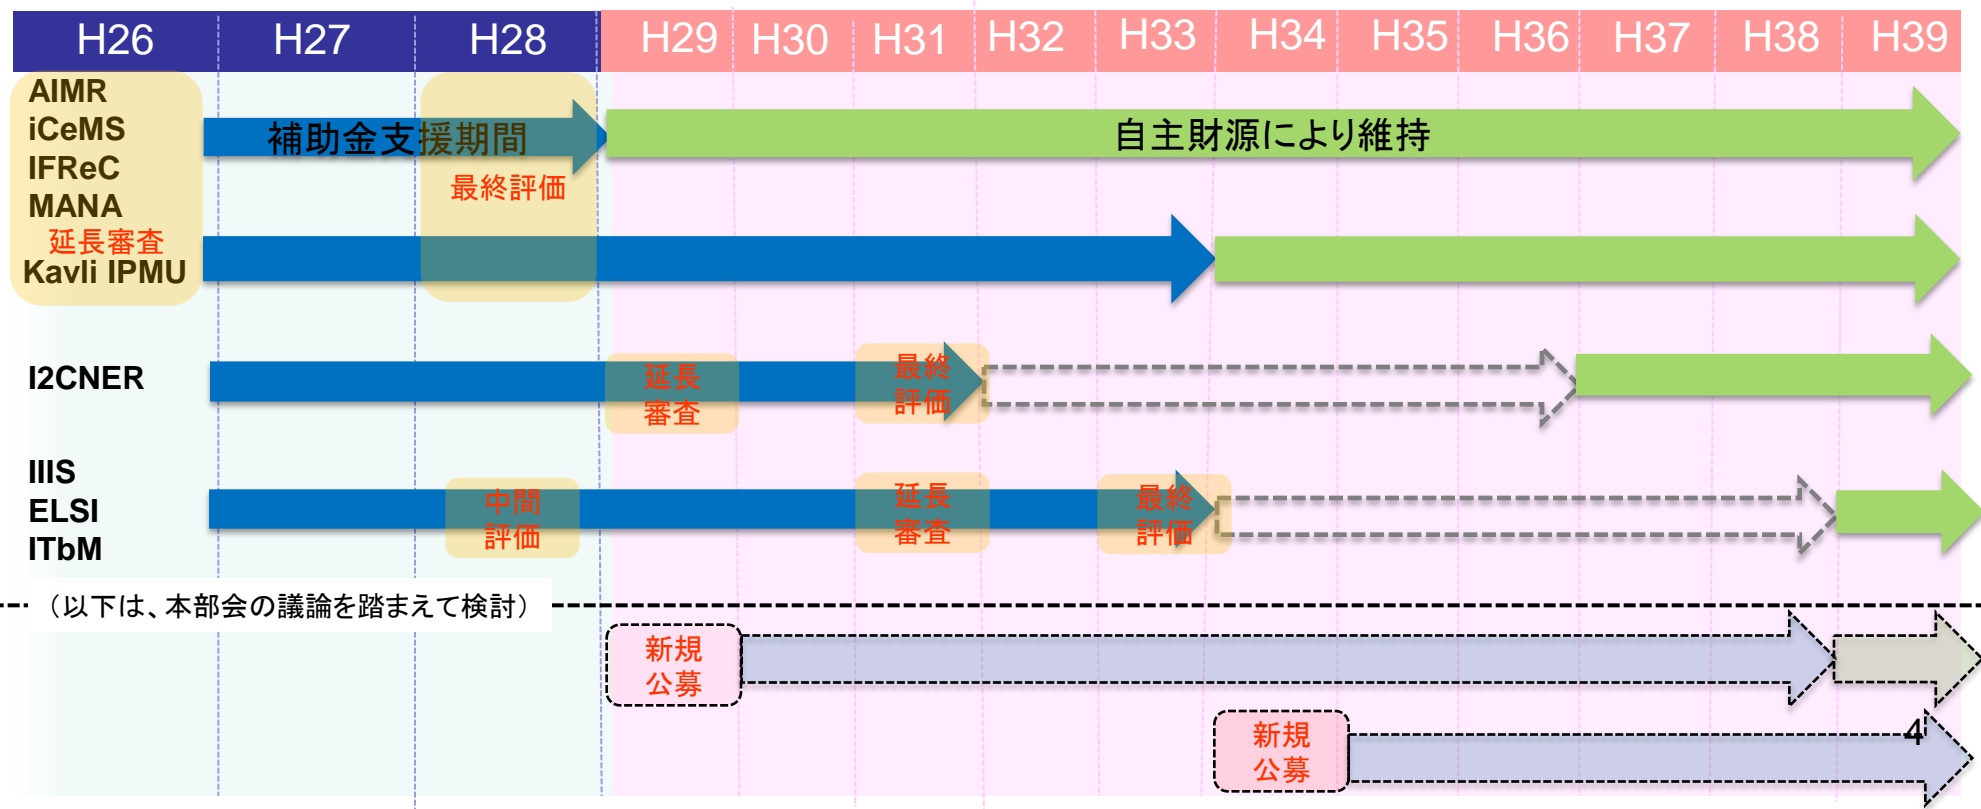 H26 H27 H28 H29 H30 H31 H32 H33 H34 H35 H36 H37 H38 H39
AIMR
iCeMS
IFReC
MANA
延長審査
Kavli IPMU
補助金支援期間
最終評価
自主財源により維持
I2CNER
延長
審査
最終
評価
IIIS
ELSI
ITbM
中間
評価
延長
審査
最終
評価
（以下は、本部会の議論を踏まえて検討）
新規
公募
新規
公募
4